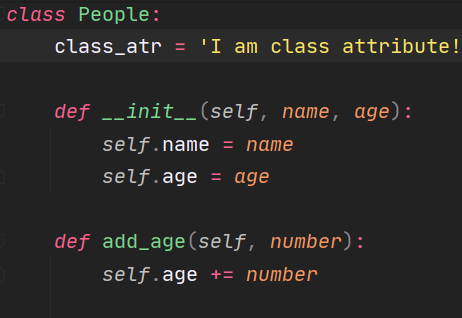 class People:
    class_atr = 'I am class attribute!
    def __init__(self, name, age):
        self.name = name
        self.age = age
    def add_age(self, number):
        self.age += number